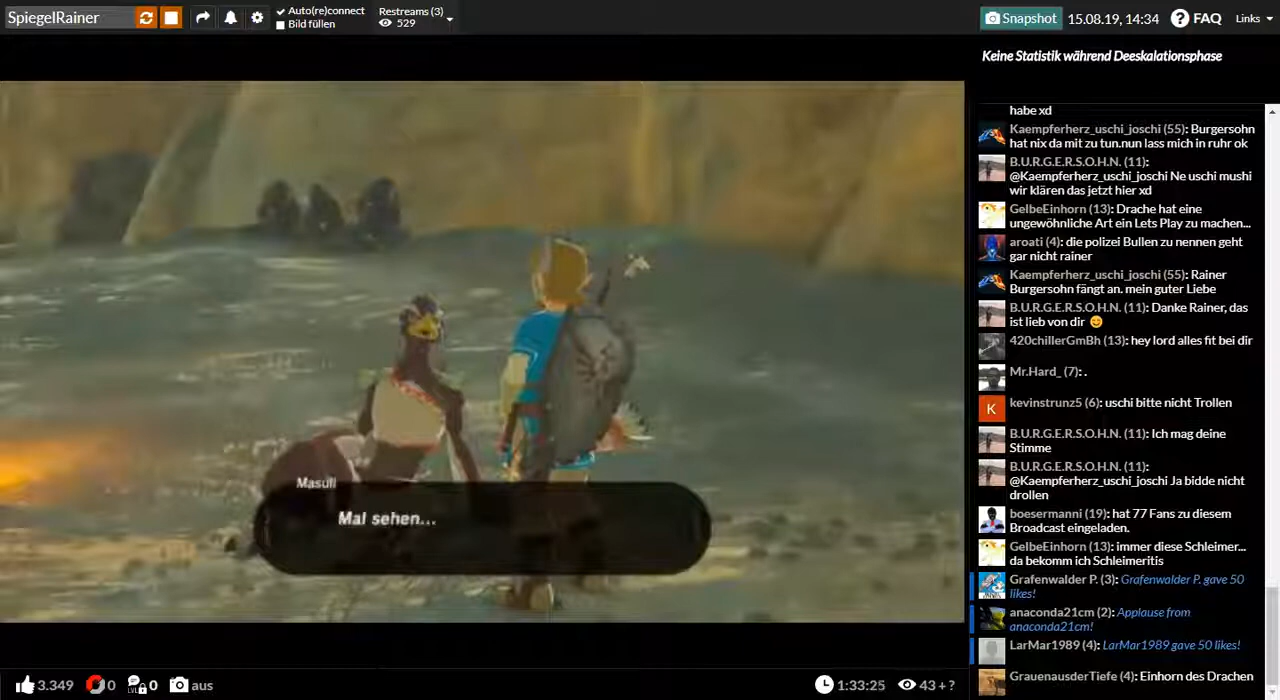 SpiegelRainer
Auto(re)connect
Bild füllen
Restreams (3)
529
Snapshot
15.08.19, 14:34
? FAQ
Links
Keine Statistik während Deeskalationsphase
habe xd
Kaempferherz_uschi_joschi (55): Burgersohn
hat nix da mit zu tun.nun lass mich in ruhr ok
B.U.R.G.E.R.S.O.H.N. (11):
@Kaempferherz_uschi_joschi Ne uschi mushi
wir klären das jetzt hier xd
GelbeEinhorn (13): Drache hat eine
ungewöhnliche Art ein Lets Play zu machen...
aroati (4): die polizei Bullen zu nennen geht
gar nicht rainer
Kaempferherz_uschi_joschi (55): Rainer
Burgersohn fängt an. mein guter Liebe
B.U.R.G.E.R.S.O.H.N. (11): Danke Rainer, das
ist lieb von dir 😊
420chillerGmBh (13): hey lord alles fit bei dir
Mr.Hard_ (7): .
K
kevinstrunz5 (6): uschi bitte nicht Trollen
B.U.R.G.E.R.S.O.H.N. (11): Ich mag deine
Stimme
B.U.R.G.E.R.S.O.H.N. (11):
@Kaempferherz_uschi_joschi Ja bidde nicht
drollen
boesermanni (19): hat 77 Fans zu diesem
Broadcast eingeladen.
GelbeEinhorn (13): immer diese Schleimer...
da bekomm ich Schleimeritis
Grafenwalder P. (3): Grafenwalder P. gave 50
likes!
anaconda21cm (2): Applause from
anaconda21cm!
LarMar1989 (4): LarMar1989 gave 50 likes!
GrauenausderTiefe (4): Einhorn des Drachen
Masuli
Mal sehen...
3.349
0
LVL
0
aus
1:33:25
43 + ?